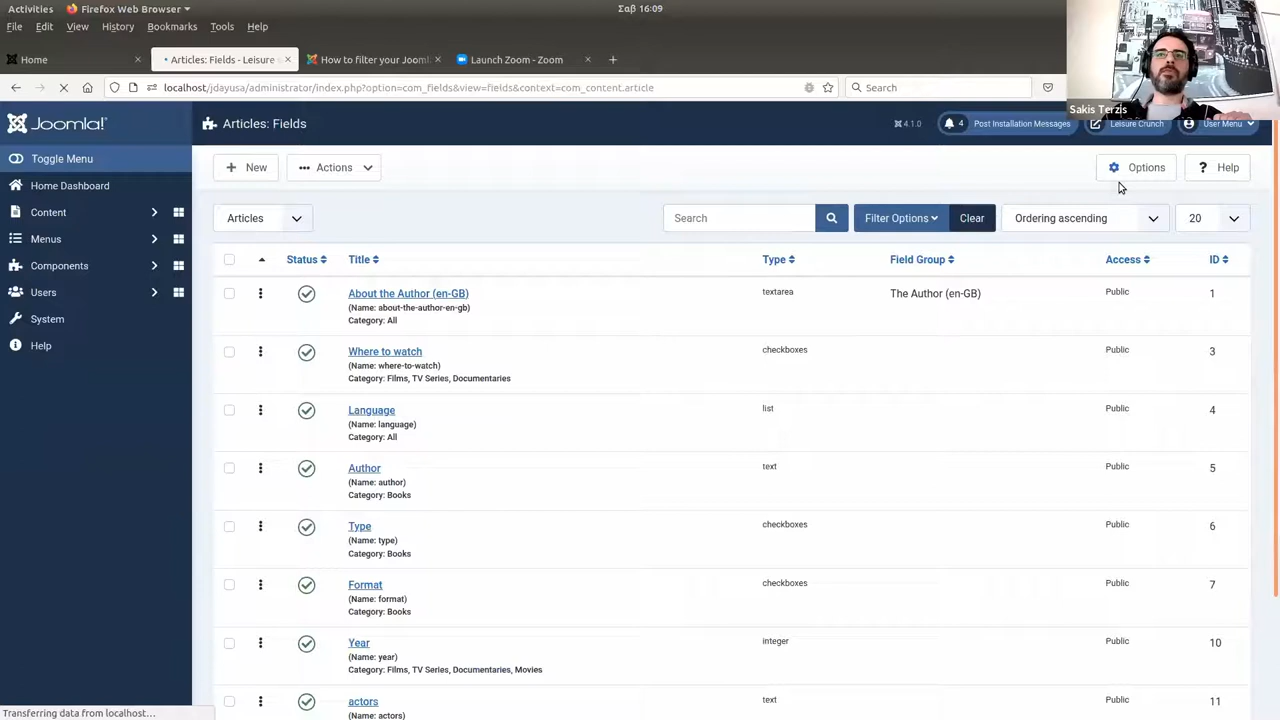 Activities Firefox Web Browser Σαβ 16:09
File Edit View History Bookmarks Tools Help
Home Articles: Fields - Leisure How to filter your Jooml Launch Zoom - Zoom
localhost/jdayusa/administrator/index.php?option=com_fields&view=fields&context=com_content.article Search
Sakis Terzis
Joomla! Articles: Fields 4.1.0 4 Post Installation Messages Leisure Crunch User Menu
Toggle Menu New Actions Options Help
Home Dashboard
Content Articles Search Filter Options Clear Ordering ascending 20
Menus
Components Status Title Type Field Group Access ID
Users About the Author (en-GB) textarea The Author (en-GB) Public 1
(Name: about-the-author-en-gb)
System Category: All
Help Where to watch checkboxes Public 3
(Name: where-to-watch)
Category: Films, TV Series, Documentaries
Language list Public 4
(Name: language)
Category: All
Author text Public 5
(Name: author)
Category: Books
Type checkboxes Public 6
(Name: type)
Category: Books
Format checkboxes Public 7
(Name: format)
Category: Books
Year integer Public 10
(Name: year)
Category: Films, TV Series, Documentaries, Movies
actors text Public 11
(Name: actors)
Transferring data from localhost…